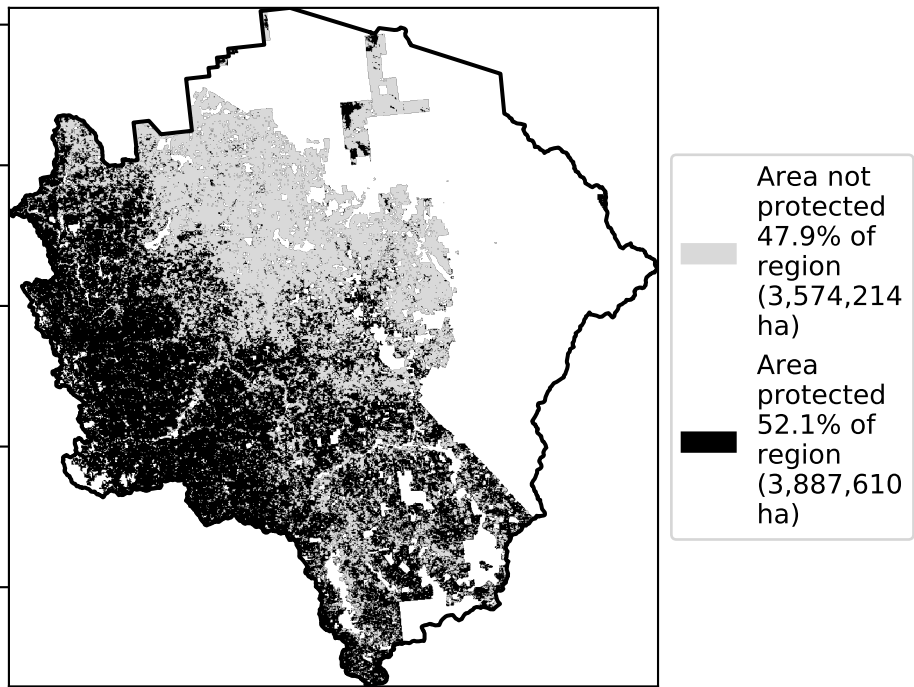 Area not
protected
47.9% of
region
(3,574,214
ha)
Area
protected
52.1% of
region
(3,887,610
ha)